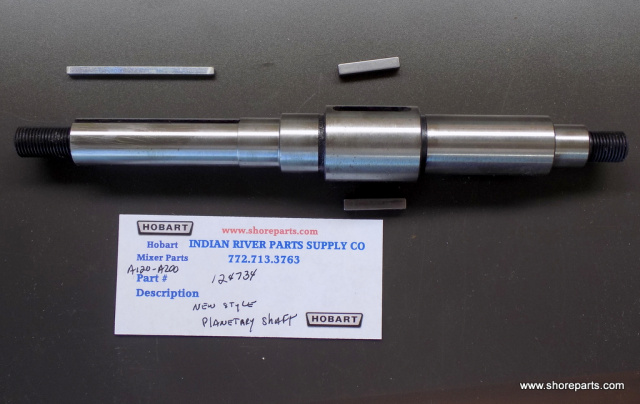 HOBART
www.shoreparts.com
Hobart INDIAN RIVER PARTS SUPPLY CO
Mixer Parts 772.713.3763
A120-A200
Part # 124734
Description
NEW STYLE
PLANETARY SHAFT
HOBART
www.shoreparts.com